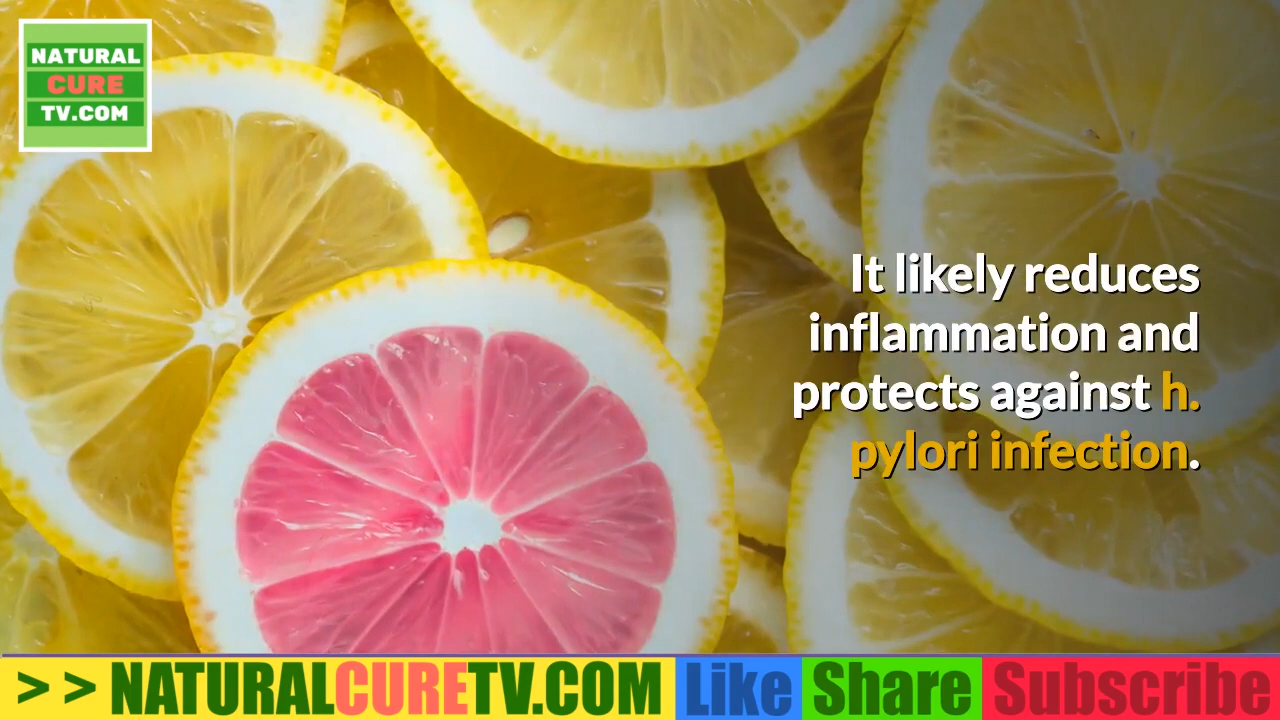 NATURAL
CURE
TV.COM
It likely reduces
inflammation and
protects against h.
pylori infection.
> > NATURALCURETV.COM Like Share Subscribe